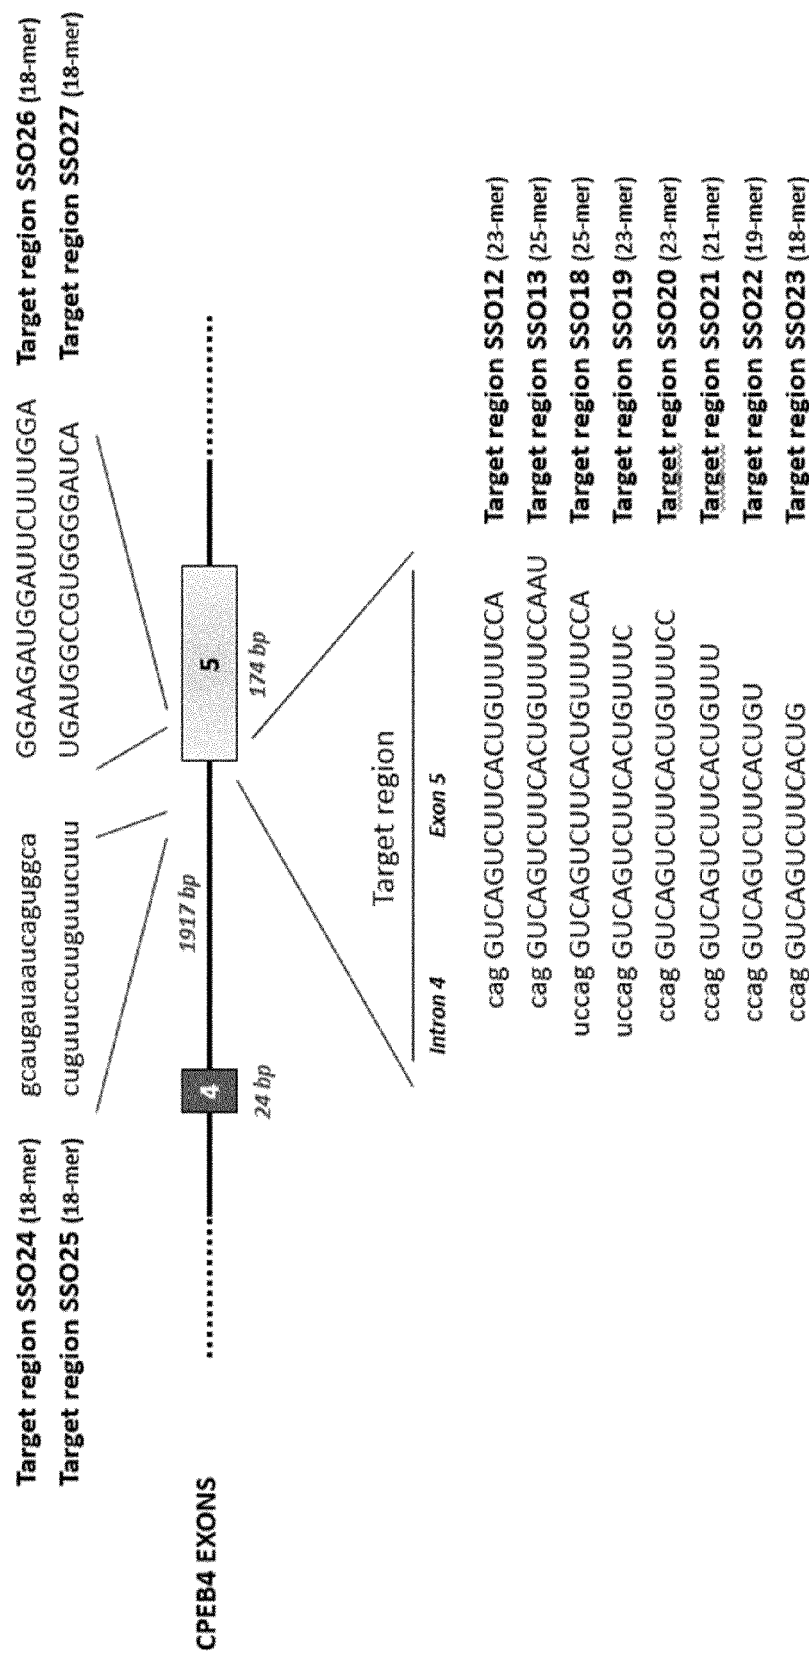 Target region SSO24 (18-mer) gcaugauaaucaguggca GGAAGAUGGAUUCUUUGGA Target region SSO26 (18-mer)
Target region SSO25 (18-mer) cuguuuccuuguuucuuu UGAUGGCCGUGGGGAUCA Target region SSO27 (18-mer)
1917 bp
CPEB4 EXONS 4 5
24 bp 174 bp
Target region
Intron 4 Exon 5
cag GUCAGUCUUCACUGUUUCCA Target region SSO12 (23-mer)
cag GUCAGUCUUCACUGUUUCCAAU Target region SSO13 (25-mer)
uccag GUCAGUCUUCACUGUUUCCA Target region SSO18 (25-mer)
uccag GUCAGUCUUCACUGUUUC Target region SSO19 (23-mer)
ccag GUCAGUCUUCACUGUUUCC Target region SSO20 (23-mer)
ccag GUCAGUCUUCACUGUUU Target region SSO21 (21-mer)
ccag GUCAGUCUUCACUGU Target region SSO22 (19-mer)
ccag GUCAGUCUUCACUG Target region SSO23 (18-mer)